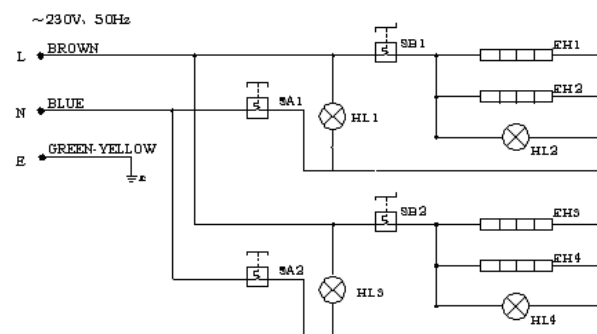 ~230V, 50Hz
L BROWN SB1 EH1
EH2
N BLUE SA1 HL1
HL2
E GREEN-YELLOW
SB2 EH3
EH4
SA2 HL3
HL4